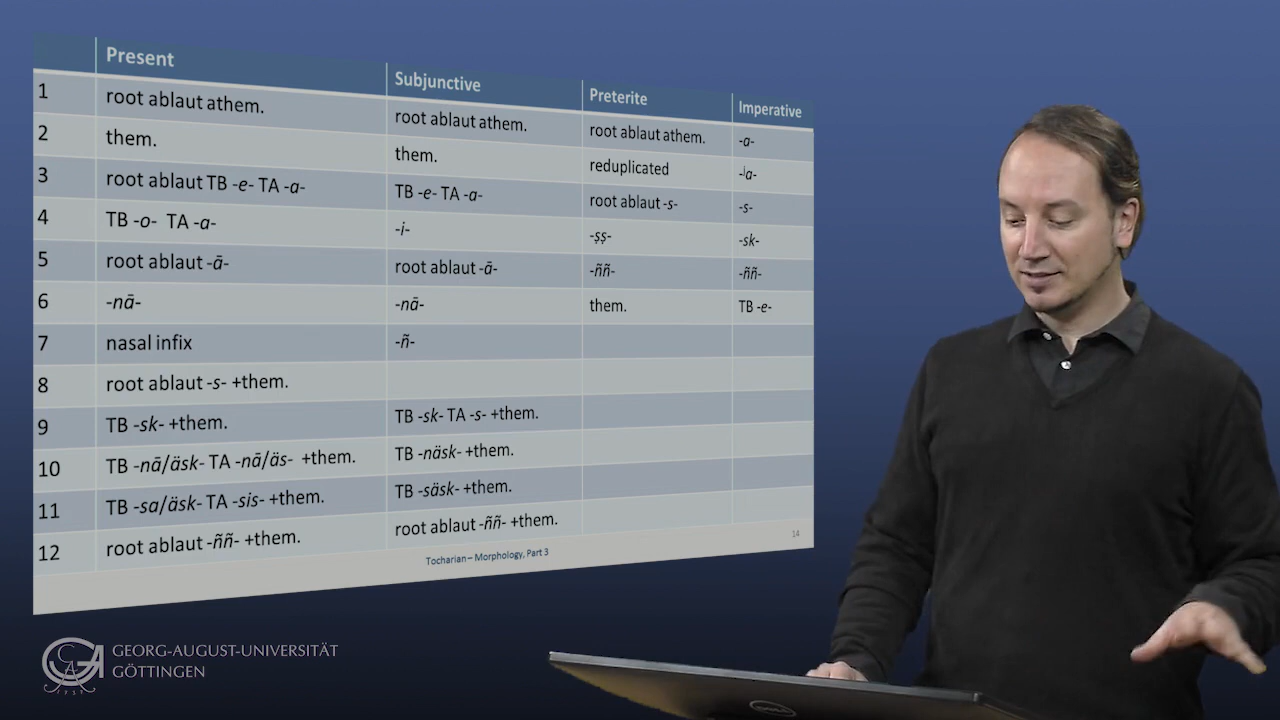 Present Subjunctive Preterite Imperative
1 root ablaut athem. root ablaut athem. root ablaut athem. -a-
2 them. them. reduplicated -ʲa-
3 root ablaut TB -e- TA -a- TB -e- TA -a- root ablaut -s- -s-
4 TB -o- TA -a- -i- -ṣṣ- -sk-
5 root ablaut -ā- root ablaut -ā- -ññ- -ññ-
6 -nā- -nā- them. TB -e-
7 nasal infix -ñ-
8 root ablaut -s- +them.
9 TB -sk- +them. TB -sk- TA -s- +them.
10 TB -nā/äsk- TA -nā/äs- +them. TB -näsk- +them.
11 TB -sa/äsk- TA -sis- +them. TB -säsk- +them.
12 root ablaut -ññ- +them. root ablaut -ññ- +them.
Tocharian – Morphology, Part 3 14
GEORG-AUGUST-UNIVERSITÄT
GÖTTINGEN